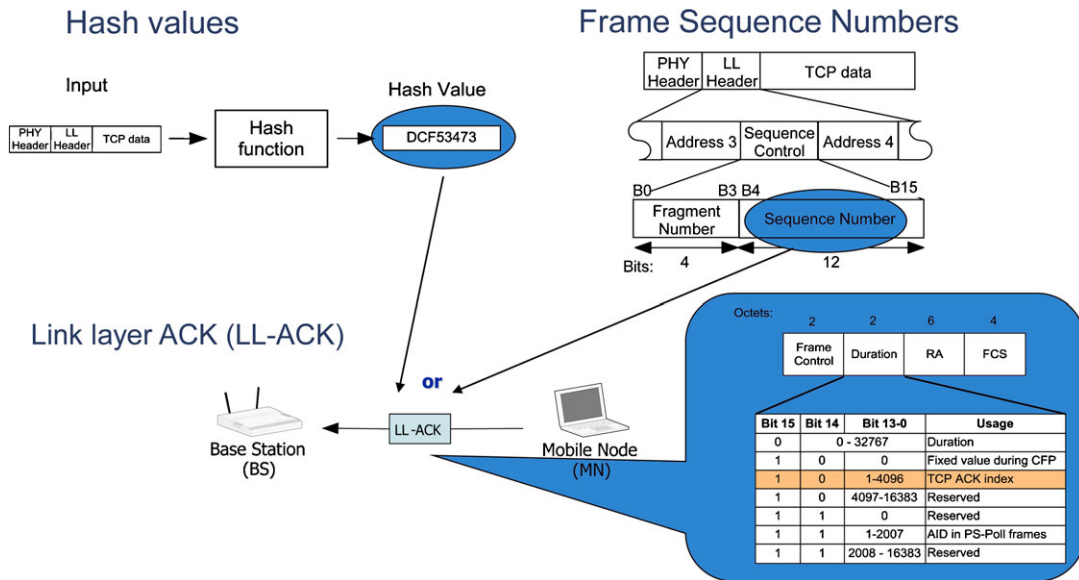 Hash values
Input
PHY Header
LL Header
TCP data
Hash function
Hash Value
DCF53473
Frame Sequence Numbers
PHY Header
LL Header
TCP data
Address 3
Sequence Control
Address 4
B0
B3 B4
B15
Fragment Number
Sequence Number
Bits:
4
12
Link layer ACK (LL-ACK)
or
Base Station (BS)
LL-ACK
Mobile Node (MN)
Octets:
2
2
6
4
Frame Control
Duration
RA
FCS
Bit 15 Bit 14 Bit 13-0 Usage
0 0 - 32767 Duration
1 0 0 Fixed value during CFP
1 0 1-4096 TCP ACK index
1 0 4097-16383 Reserved
1 1 0 Reserved
1 1 1-2007 AID in PS-Poll frames
1 1 2008 - 16383 Reserved